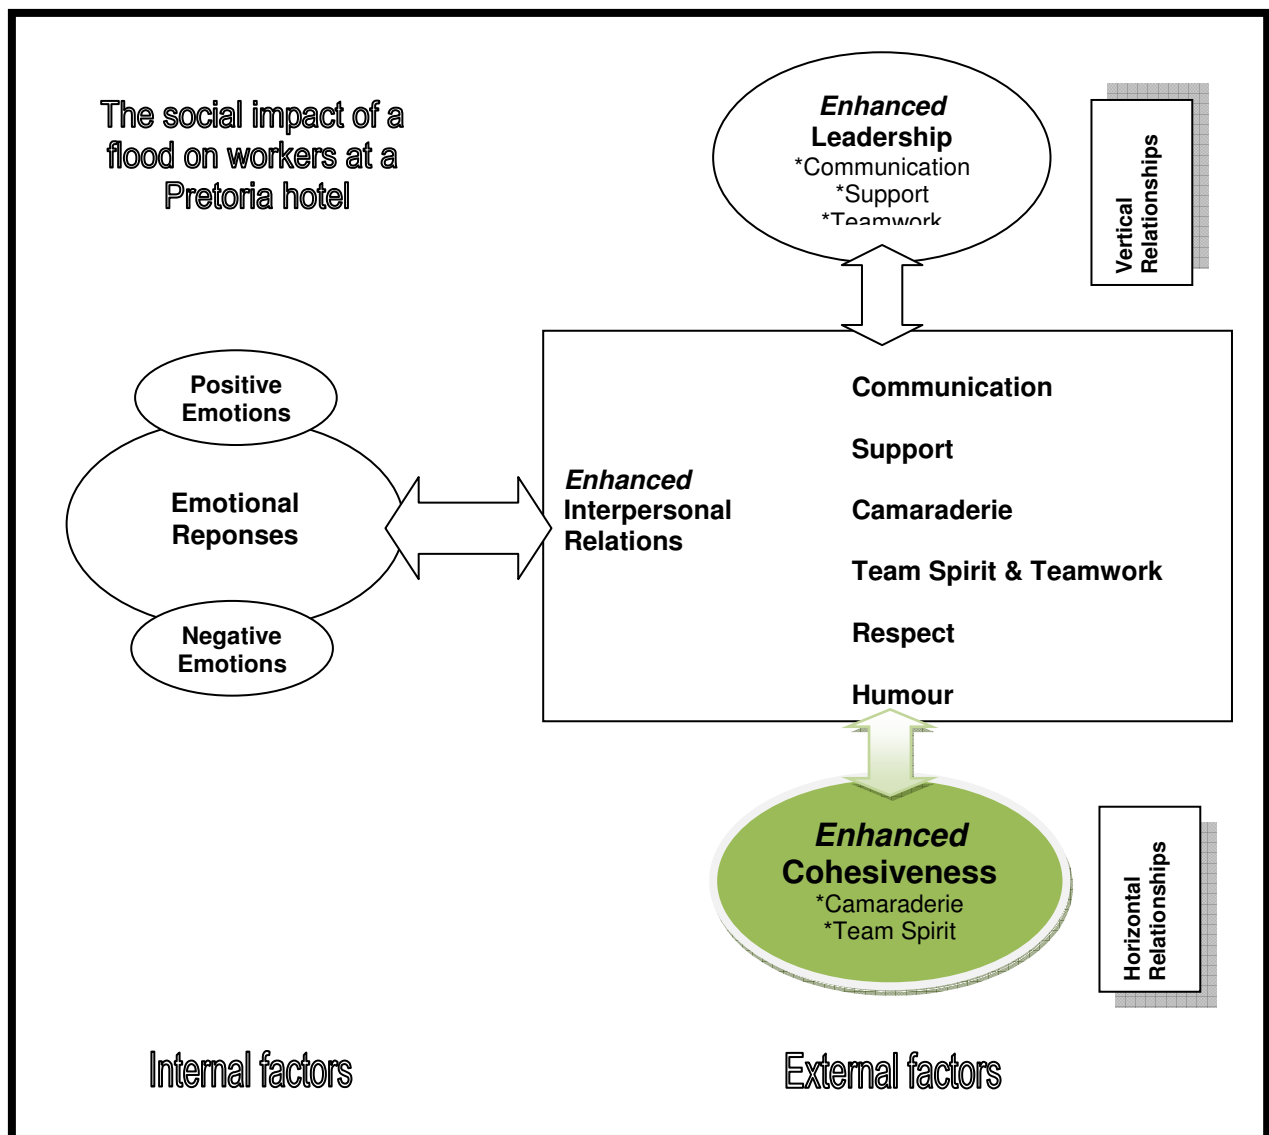 The social impact of a
flood on workers at a
Pretoria hotel
Enhanced
Leadership
*Communication
*Support
*Teamwork
Vertical
Relationships
Positive
Emotions
Emotional
Reponses
Negative
Emotions
Enhanced
Interpersonal
Relations
Communication
Support
Camaraderie
Team Spirit & Teamwork
Respect
Humour
Enhanced
Cohesiveness
*Camaraderie
*Team Spirit
Horizontal
Relationships
Internal factors
External factors